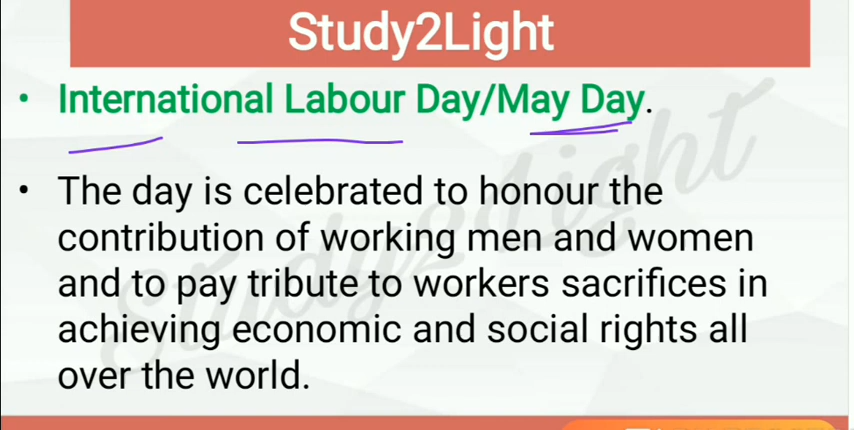 Study2Light
• International Labour Day/May Day.
• The day is celebrated to honour the
contribution of working men and women
and to pay tribute to workers sacrifices in
achieving economic and social rights all
over the world.
Study2Light